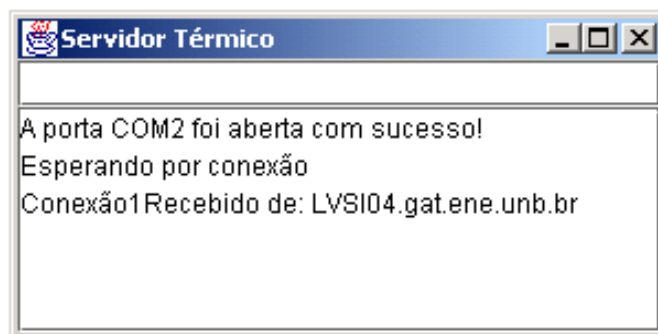 Servidor Térmico
A porta COM2 foi aberta com sucesso!
Esperando por conexão
Conexão1Recebido de: LVSI04.gat.ene.unb.br